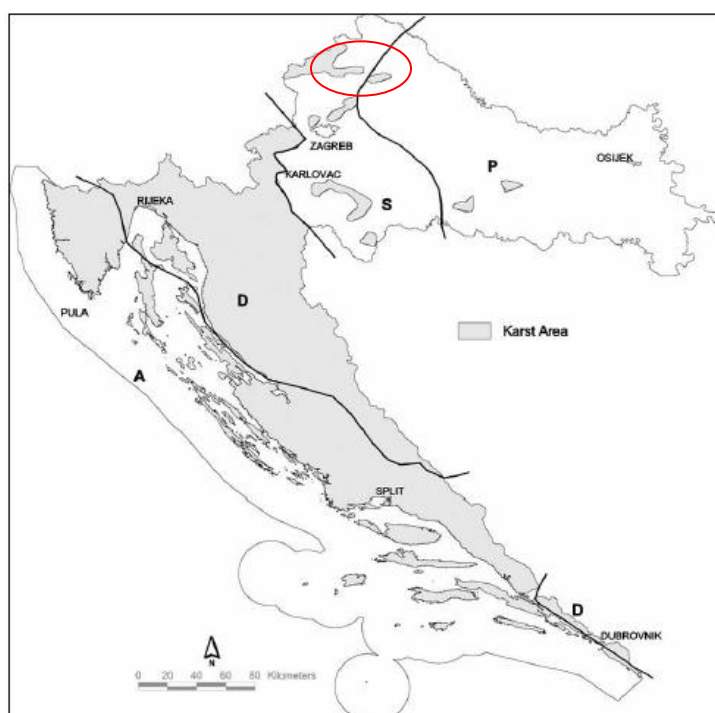 ZAGREB
OSIJEK
P
KARLOVAC
S
RIJEKA
D
PULA
Karst Area
A
SPLIT
D
DUBROVNIK
N
0 20 40 60 80 Kilometers